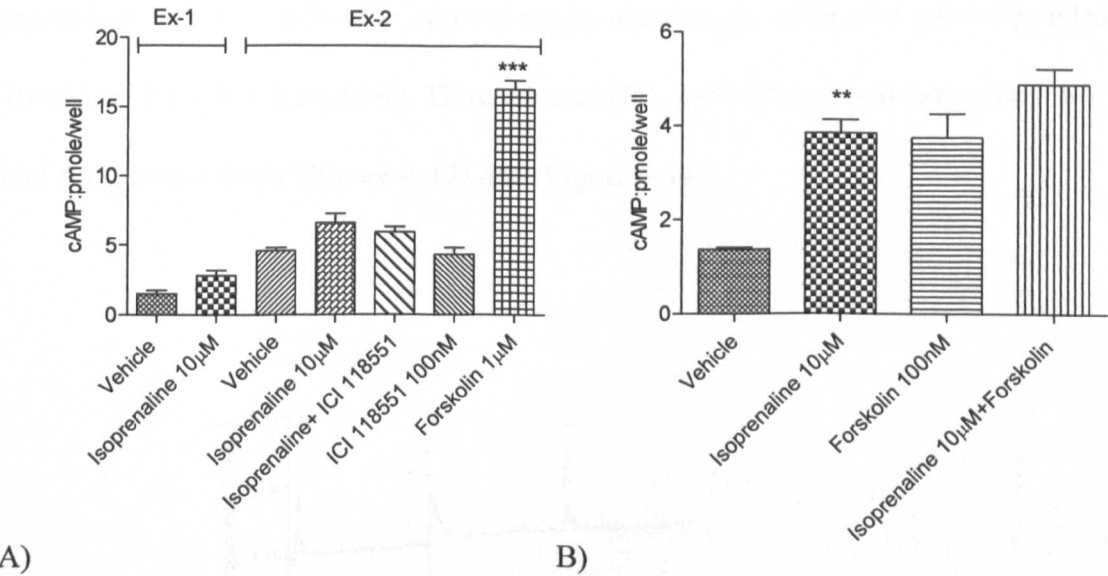 Ex-1 Ex-2
20
15
10
5
0
cAMP:pmole/well
***
Vehicle
Isoprenaline 10µM
Vehicle
Isoprenaline 10µM
Isoprenaline+ ICI 118551
ICI 118551 100nM
Forskolin 1µM
A)
6
4
2
0
cAMP:pmole/well
**
Vehicle
Isoprenaline 10µM
Forskolin 100nM
Isoprenaline 10µM+Forskolin
B)